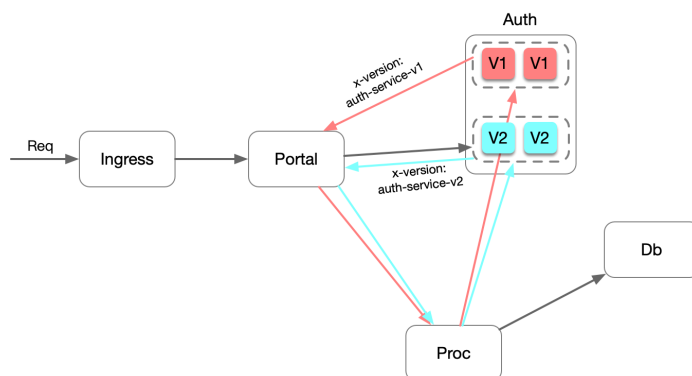 Auth
V1 V1
x-version:
auth-service-v1
Req
Ingress
Portal
V2 V2
x-version:
auth-service-v2
Db
Proc